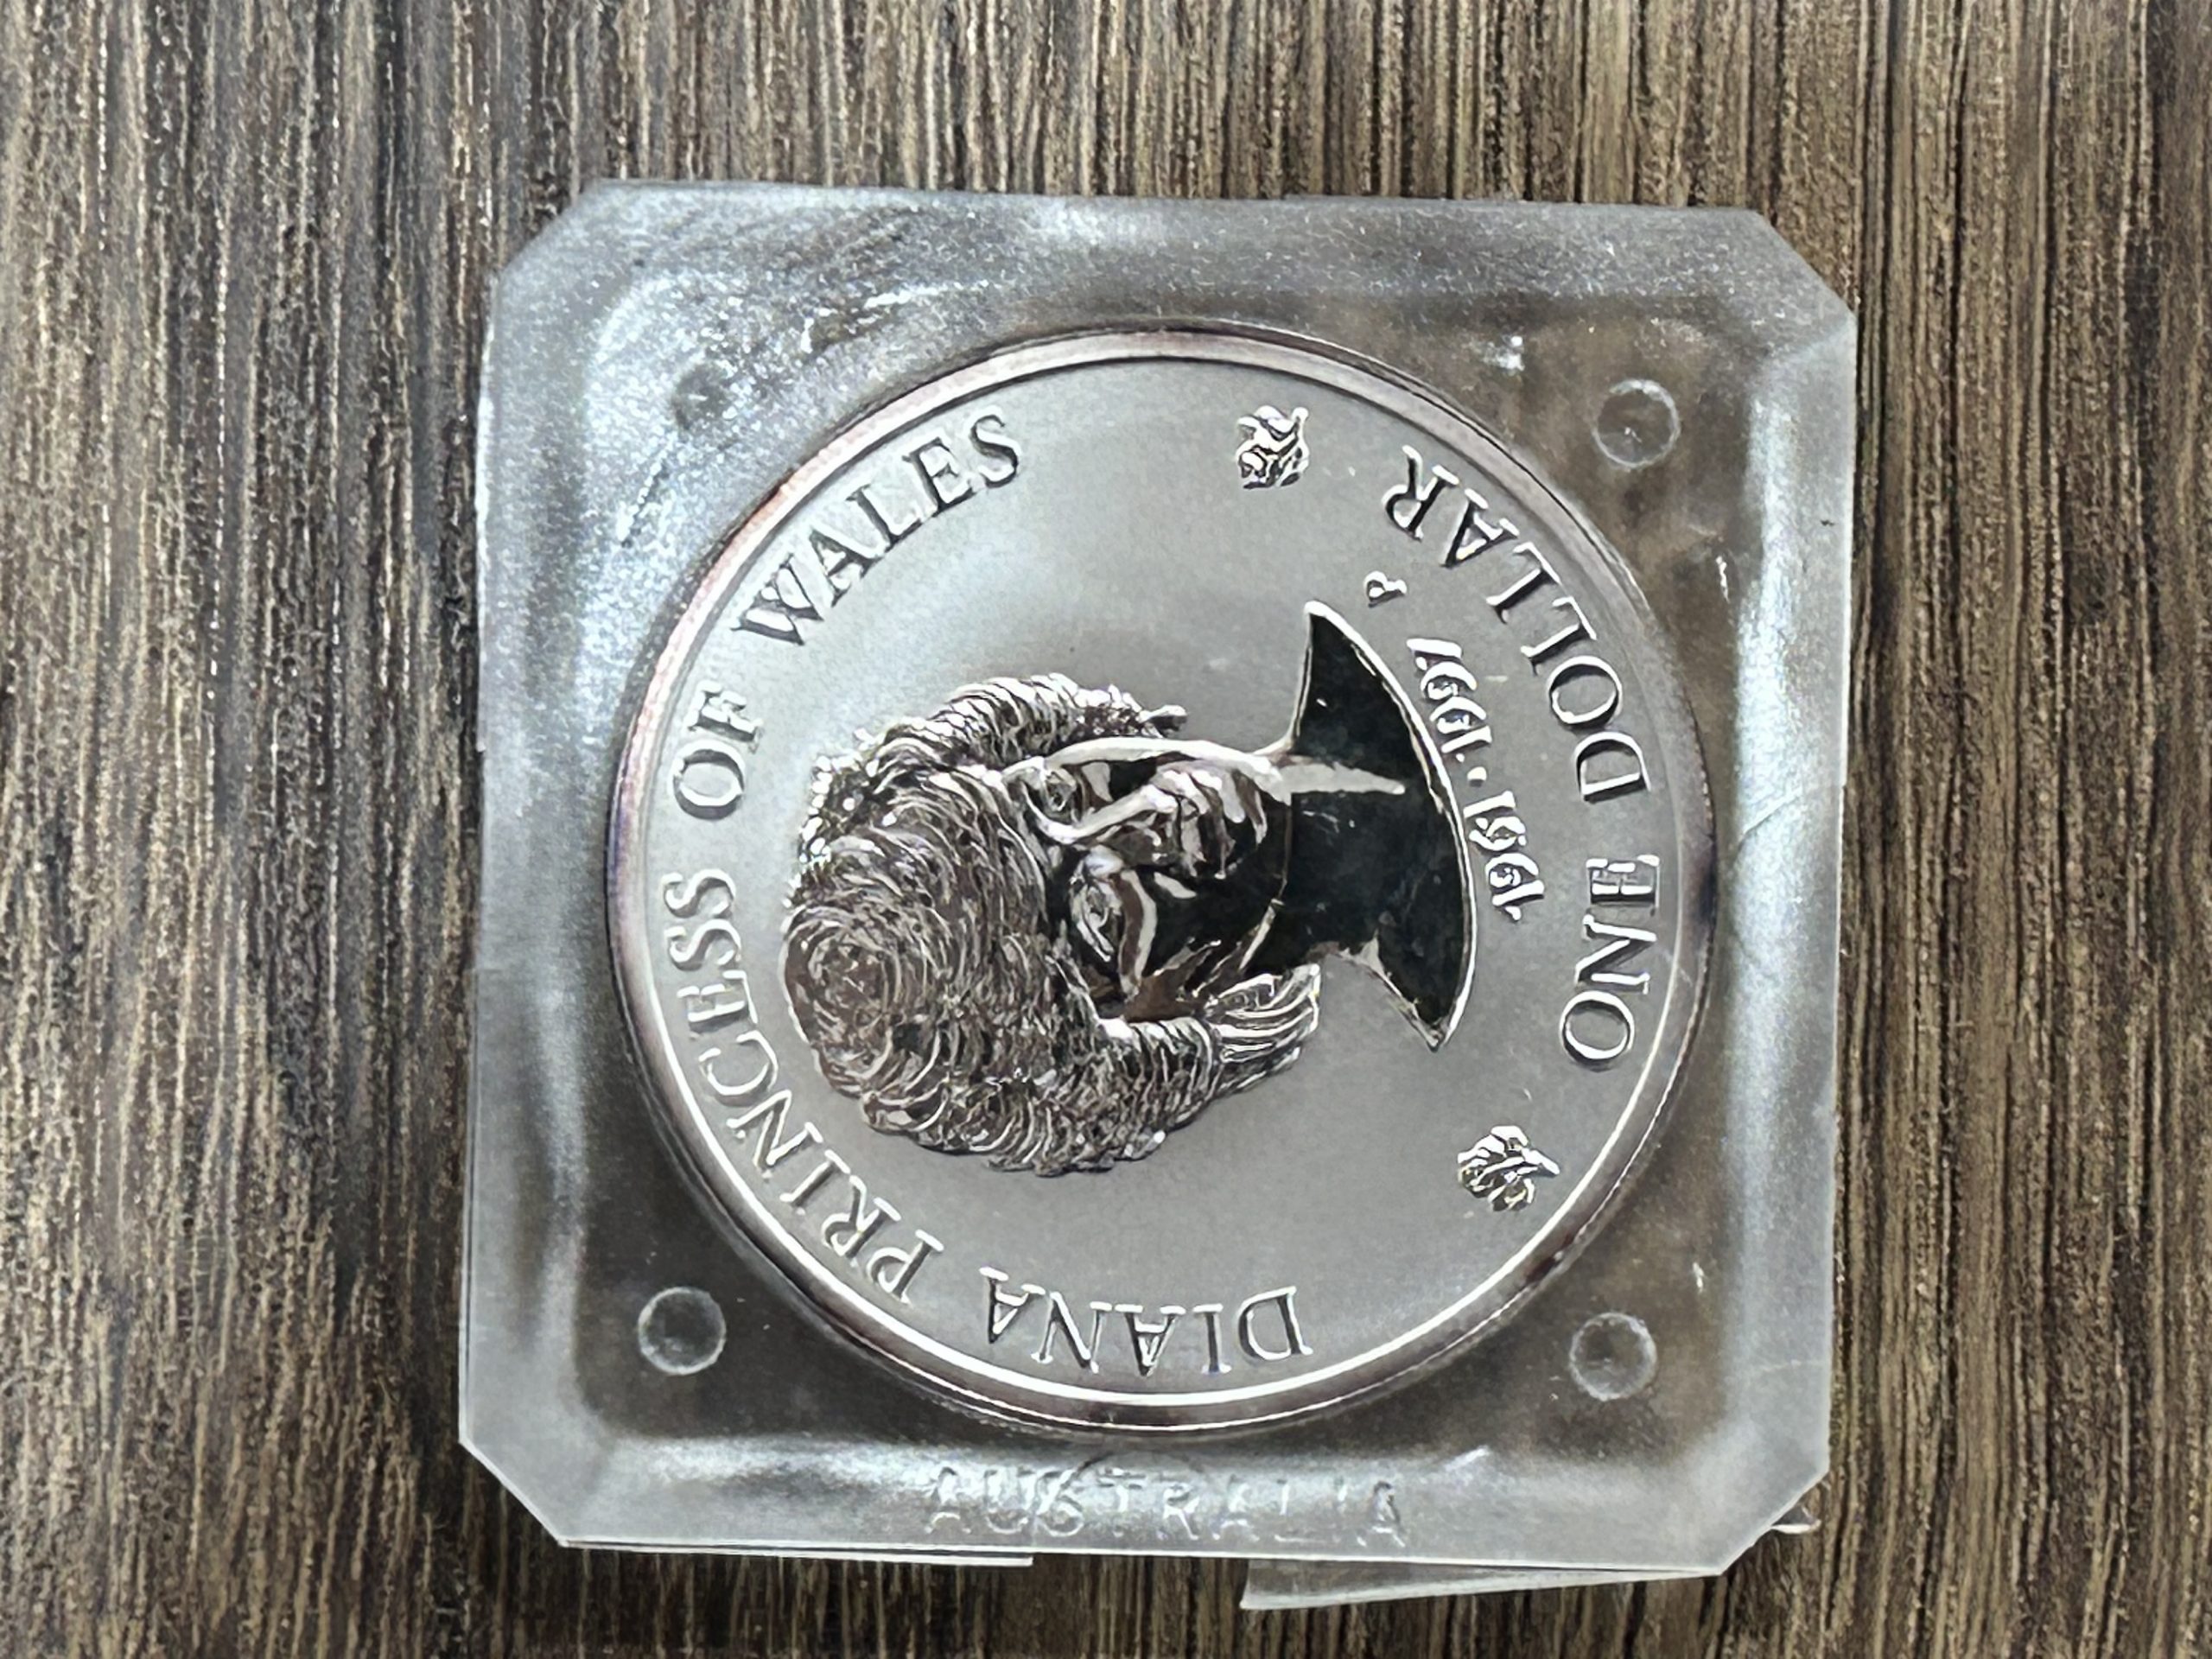 DIANA PRINCESS OF WALES
1961·1997
P
ONE DOLLAR
AUSTRALIA